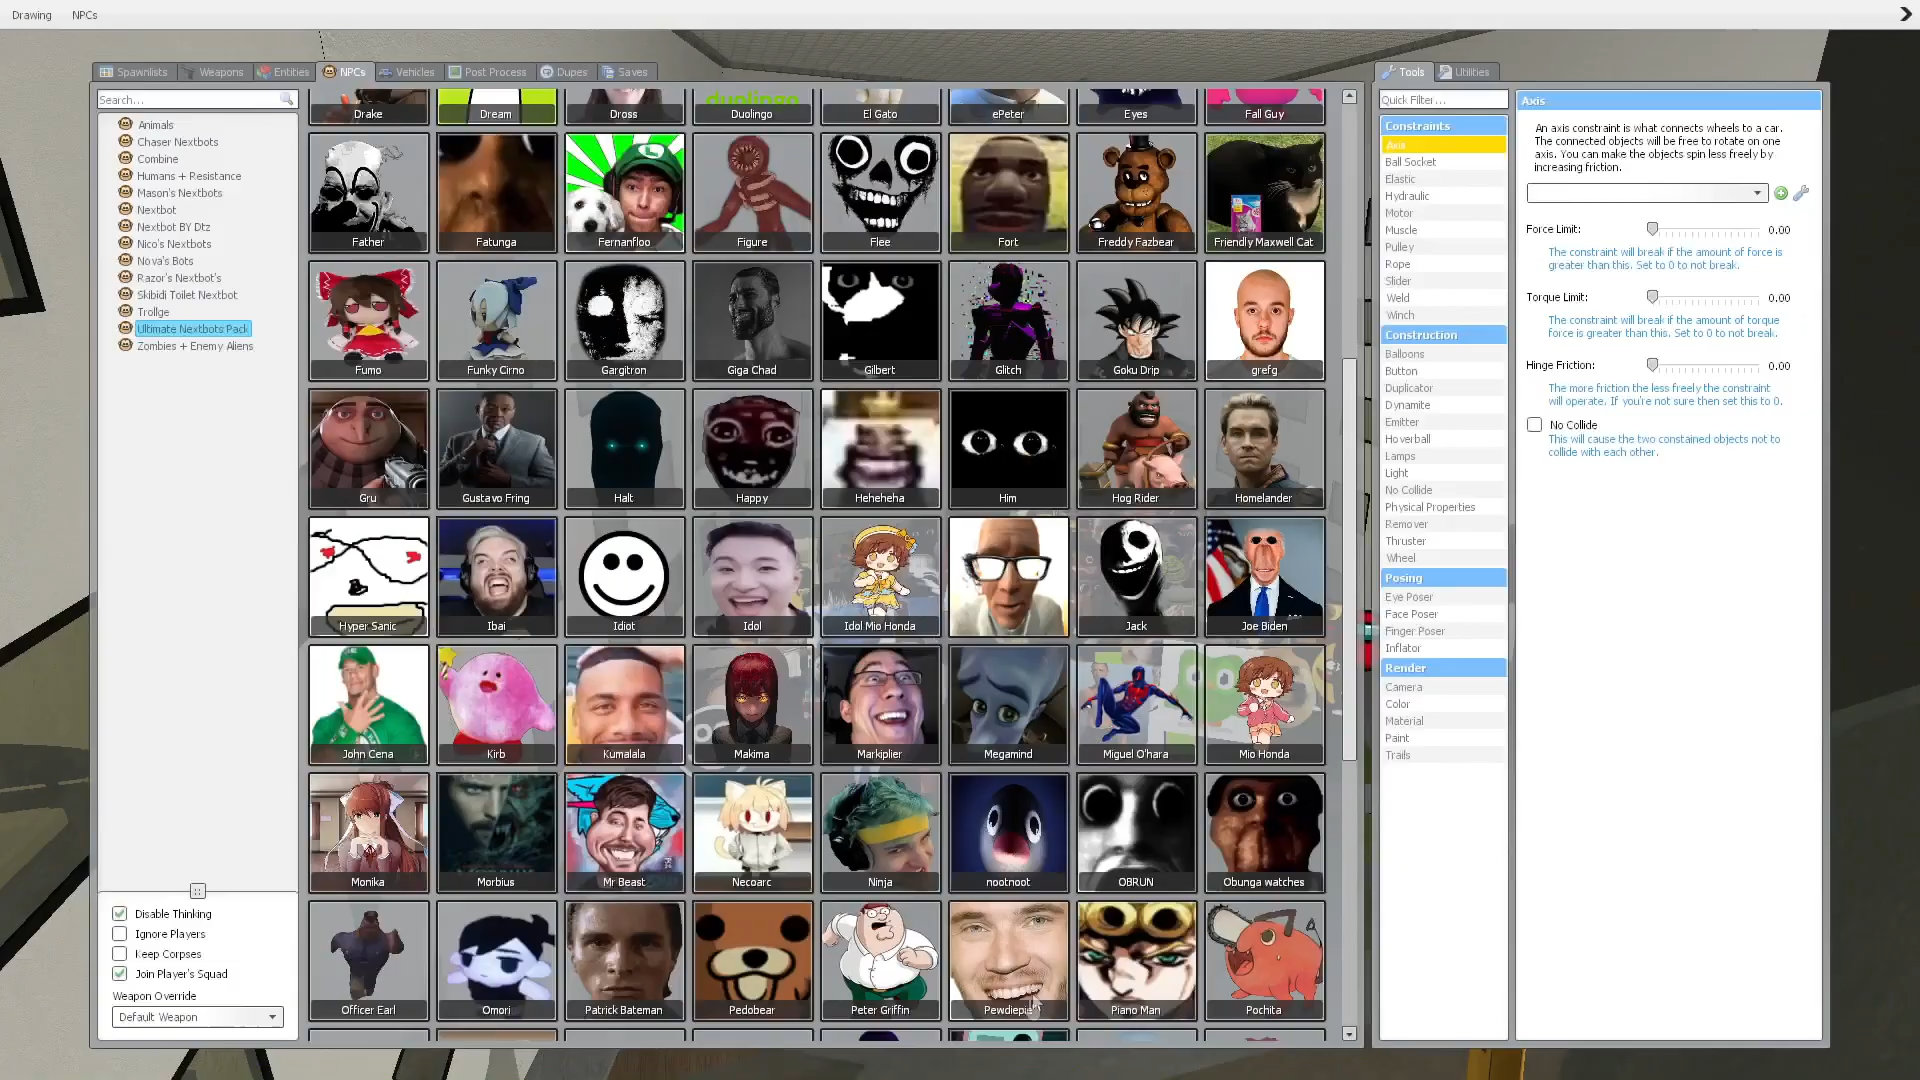 Drawing NPCs
Spawnlists Weapons Entities NPCs Vehicles Post Process Dupes Saves
Tools Utilities
Search...
Animals
Chaser Nextbots
Combine
Humans + Resistance
Mason's Nextbots
Nextbot
Nextbot BY Dtz
Nico's Nextbots
Nova's Bots
Razor's Nextbot's
Skibidi Toilet Nextbot
Trollge
Ultimate Nextbots Pack
Zombies + Enemy Aliens
Disable Thinking
Ignore Players
Keep Corpses
Join Player's Squad
Weapon Override
Default Weapon
duolingo
Drake Dream Dross Duolingo El Gato ePeter Eyes Fall Guy
Father Fatunga Fernanfloo Figure Flee Fort Freddy Fazbear Friendly Maxwell Cat
Fumo Funky Cirno Gargitron Giga Chad Gilbert Glitch Goku Drip grefg
Gru Gustavo Fring Halt Happy Heheheha Him Hog Rider Homelander
Hyper Sanic Ibai Idiot Idol Idol Mio Honda Jack Joe Biden
John Cena Kirb Kumalala Makima Markiplier Megamind Miguel O'hara Mio Honda
Monika Morbius Mr Beast Necoarc Ninja nootnoot OBRUN Obunga watches
Officer Earl Omori Patrick Bateman Pedobear Peter Griffin Pewdiepie Piano Man Pochita
Quick Filter...
Constraints
Axis
Ball Socket
Elastic
Hydraulic
Motor
Muscle
Pulley
Rope
Slider
Weld
Winch
Construction
Balloons
Button
Duplicator
Dynamite
Emitter
Hoverball
Lamps
Light
No Collide
Physical Properties
Remover
Thruster
Wheel
Posing
Eye Poser
Face Poser
Finger Poser
Inflator
Render
Camera
Color
Material
Paint
Trails
Axis
An axis constraint is what connects wheels to a car.
The connected objects will be free to rotate on one
axis. You can make the objects spin less freely by
increasing friction.
Force Limit: 0.00
The constraint will break if the amount of force is
greater than this. Set to 0 to not break.
Torque Limit: 0.00
The constraint will break if the amount of torque
force is greater than this. Set to 0 to not break.
Hinge Friction: 0.00
The more friction the less freely the constraint
will operate. If you're not sure then set this to 0.
No Collide
This will cause the two constained objects not to
collide with each other.